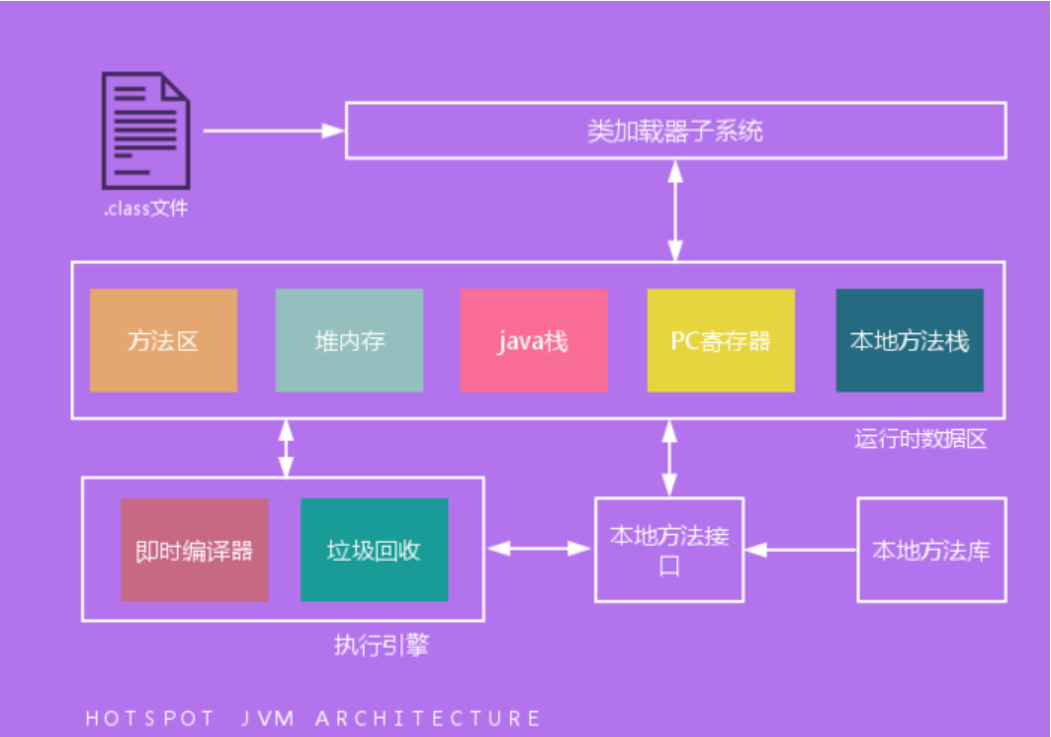 类加载器子系统
.class文件
方法区
堆内存
java栈
PC寄存器
本地方法栈
运行时数据区
即时编译器
垃圾回收
本地方法接
口
本地方法库
执行引擎
HOTSPOT JVM ARCHITECTURE